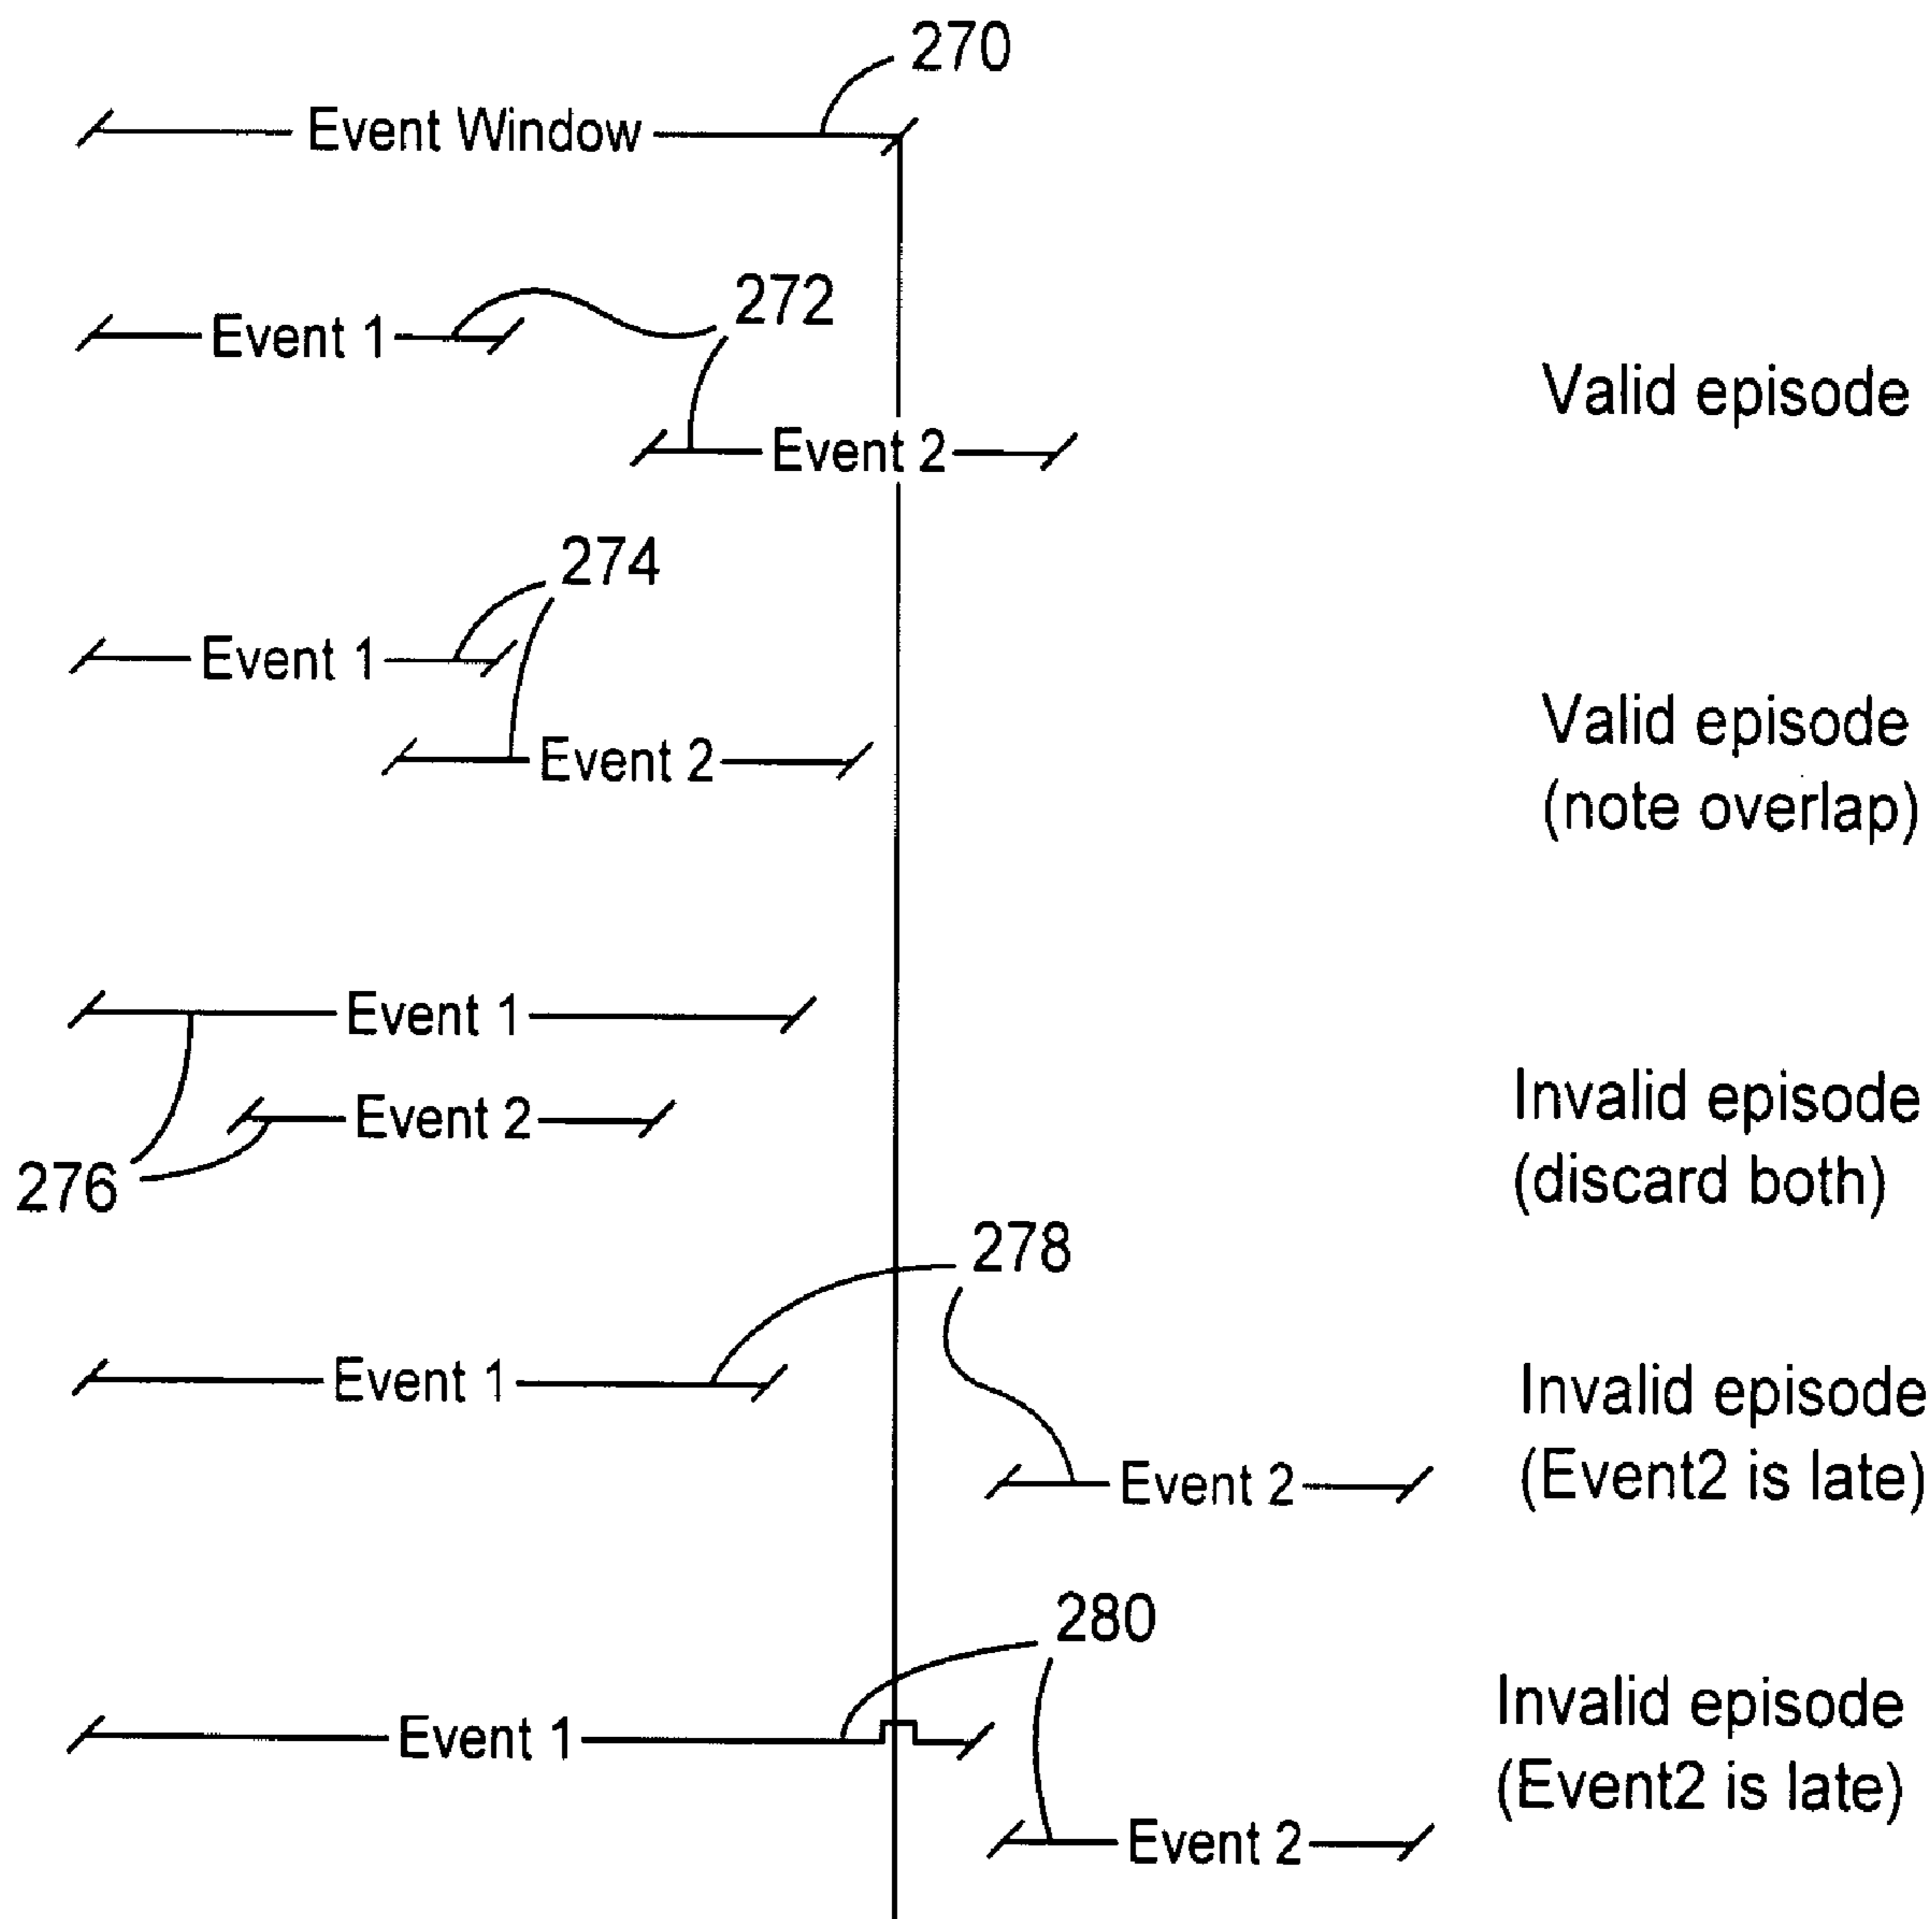 270
Event Window
272
Event 1
Valid episode
Event 2
274
Event 1
Valid episode
(note overlap)
Event 2
Event 1
Event 2
Invalid episode
(discard both)
276
278
Event 1
Invalid episode
(Event2 is late)
Event 2
280
Event 1
Invalid episode
(Event2 is late)
Event 2